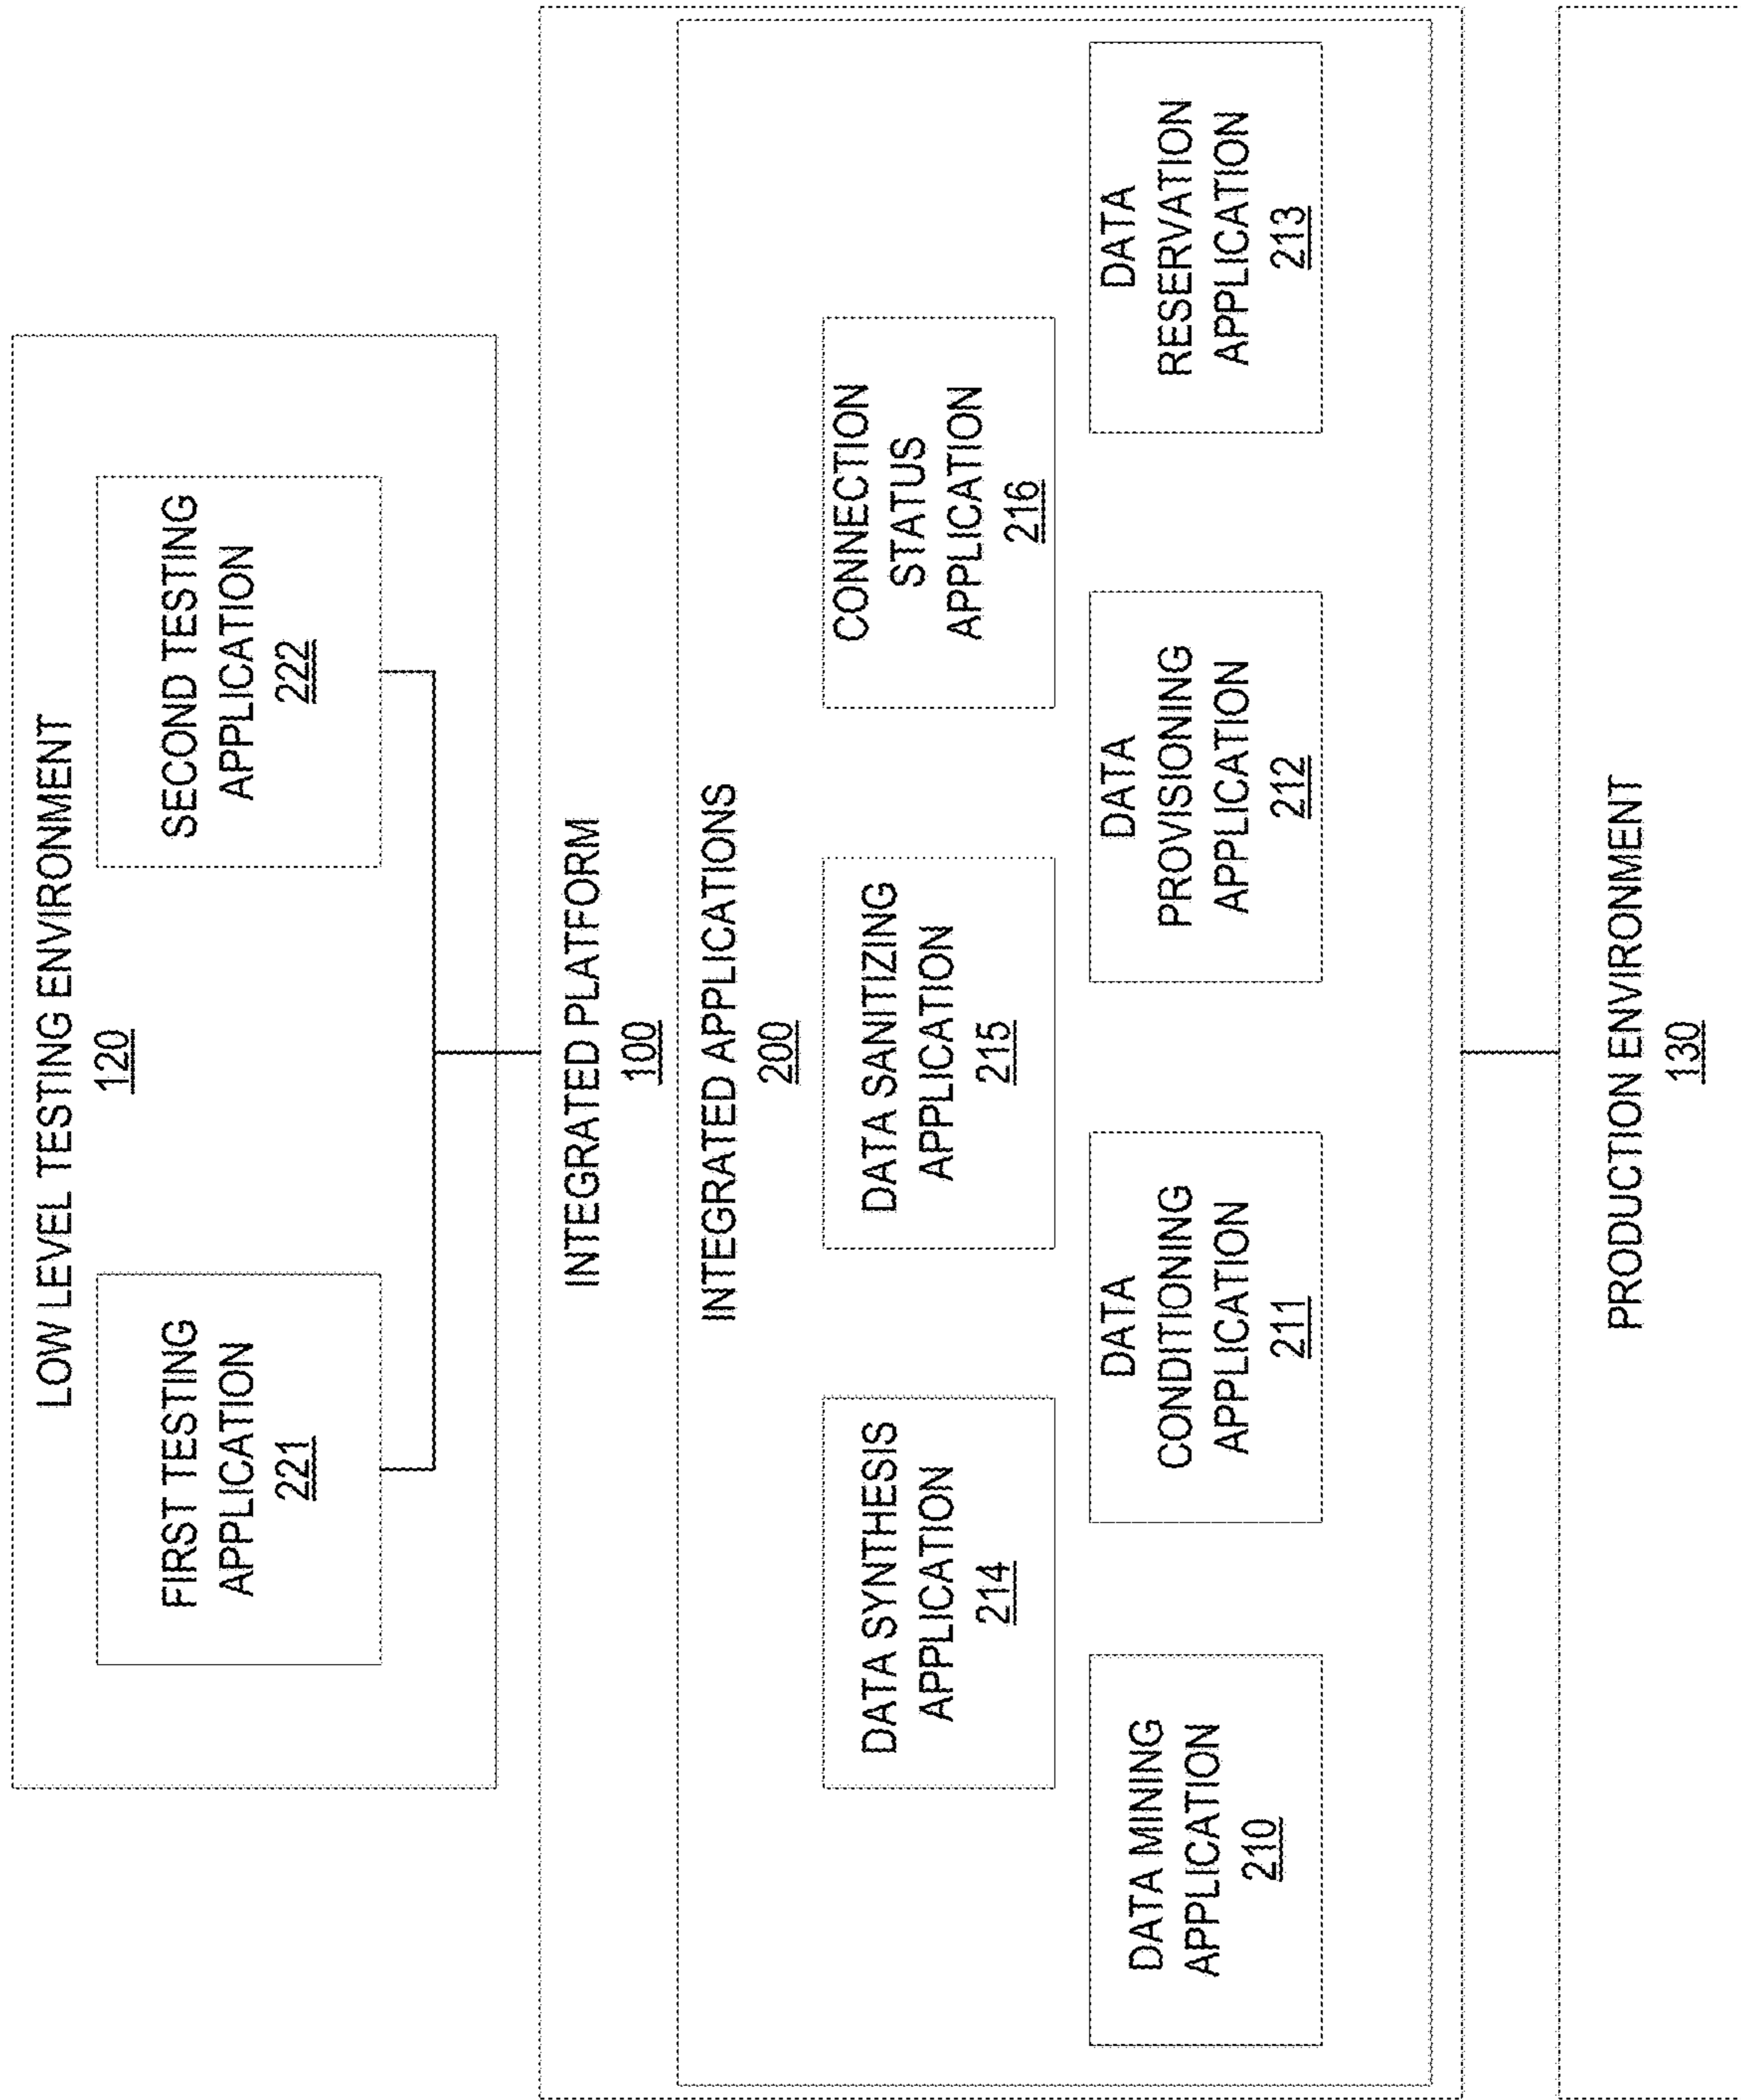 LOW LEVEL TESTING ENVIRONMENT
120
FIRST TESTING
APPLICATION
221
SECOND TESTING
APPLICATION
222
INTEGRATED PLATFORM
100
INTEGRATED APPLICATIONS
200
DATA SYNTHESIS
APPLICATION
214
DATA SANITIZING
APPLICATION
215
CONNECTION
STATUS
APPLICATION
216
DATA MINING
APPLICATION
210
DATA
CONDITIONING
APPLICATION
211
DATA
PROVISIONING
APPLICATION
212
DATA
RESERVATION
APPLICATION
213
PRODUCTION ENVIRONMENT
130